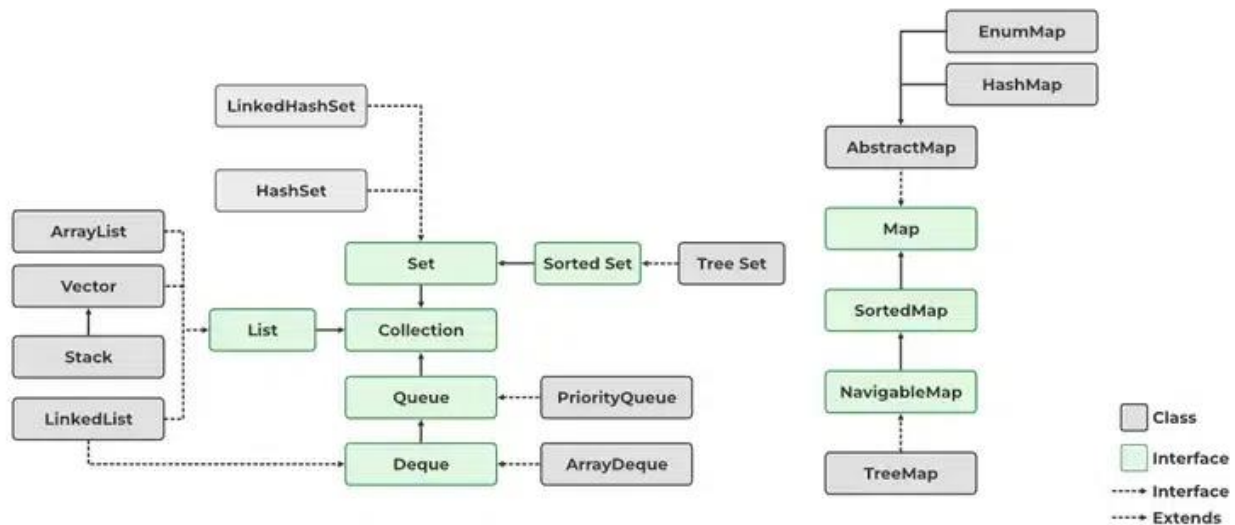 EnumMap
HashMap
LinkedHashSet
AbstractMap
HashSet
ArrayList
Map
Set
Sorted Set
Tree Set
Vector
SortedMap
List
Collection
Stack
NavigableMap
Queue
PriorityQueue
LinkedList
Class
Deque
ArrayDeque
Interface
TreeMap
Interface
Extends